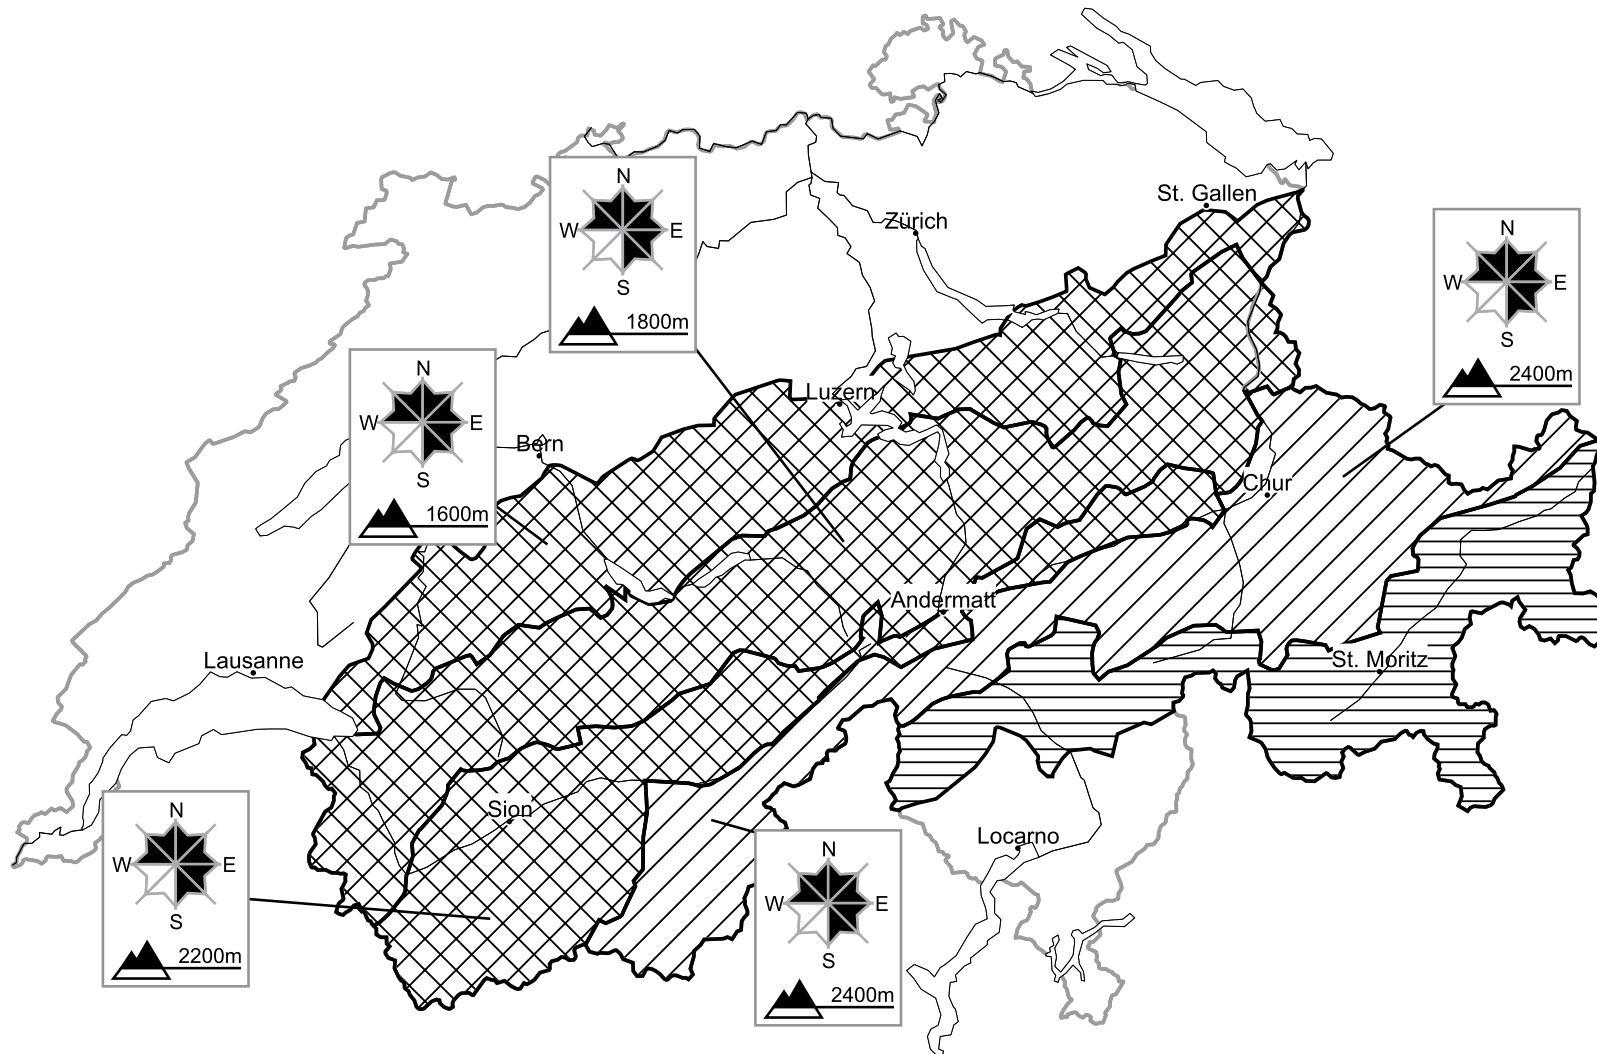 N
W E
S
1800m
St. Gallen
Zürich
N
W E
S
2400m
N
W E
S
1600m
Luzern
Bern
Chur
Andermatt
Lausanne
St. Moritz
N
W E
S
2200m
Sion
Locarno
N
W E
S
2400m